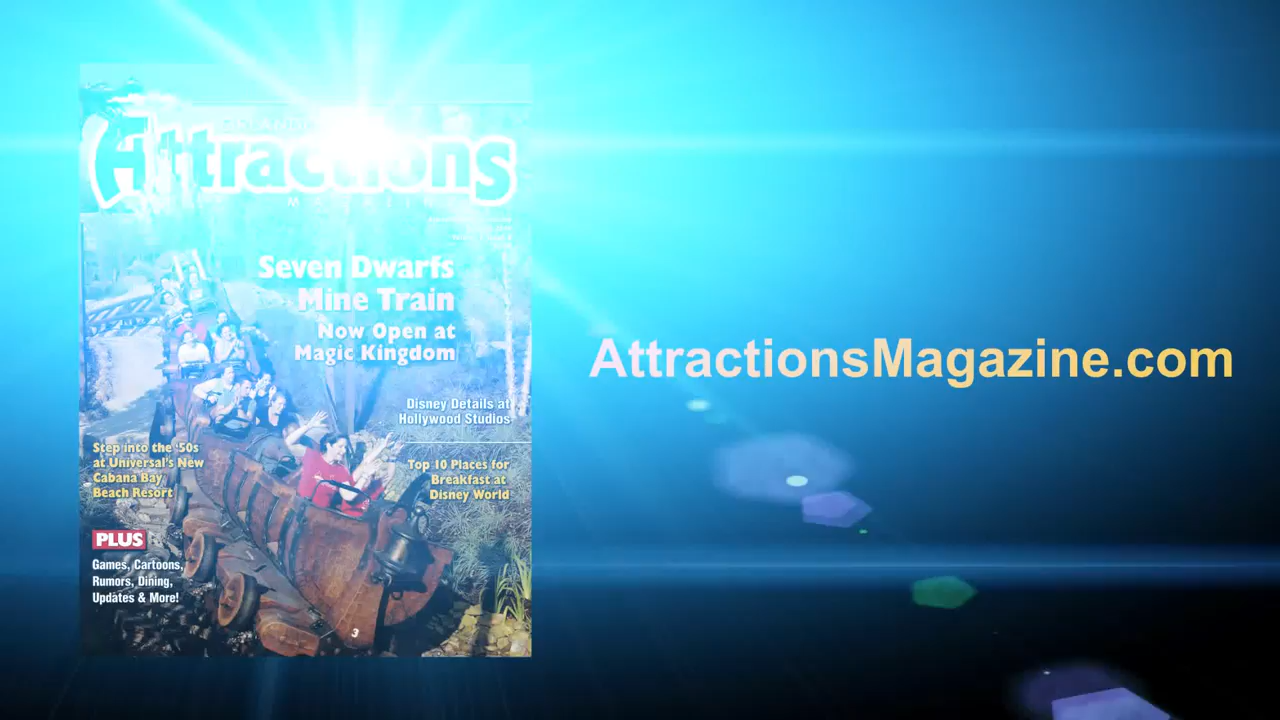 Attractions
Seven Dwarfs
Mine Train
Now Open at
Magic Kingdom
Disney Details at
Hollywood Studios
Step into the '50s
at Universal's New
Cabana Bay
Beach Resort
Top 10 Places for
Breakfast at
Disney World
PLUS
Games, Cartoons,
Rumors, Dining,
Updates & More!
3
AttractionsMagazine.com